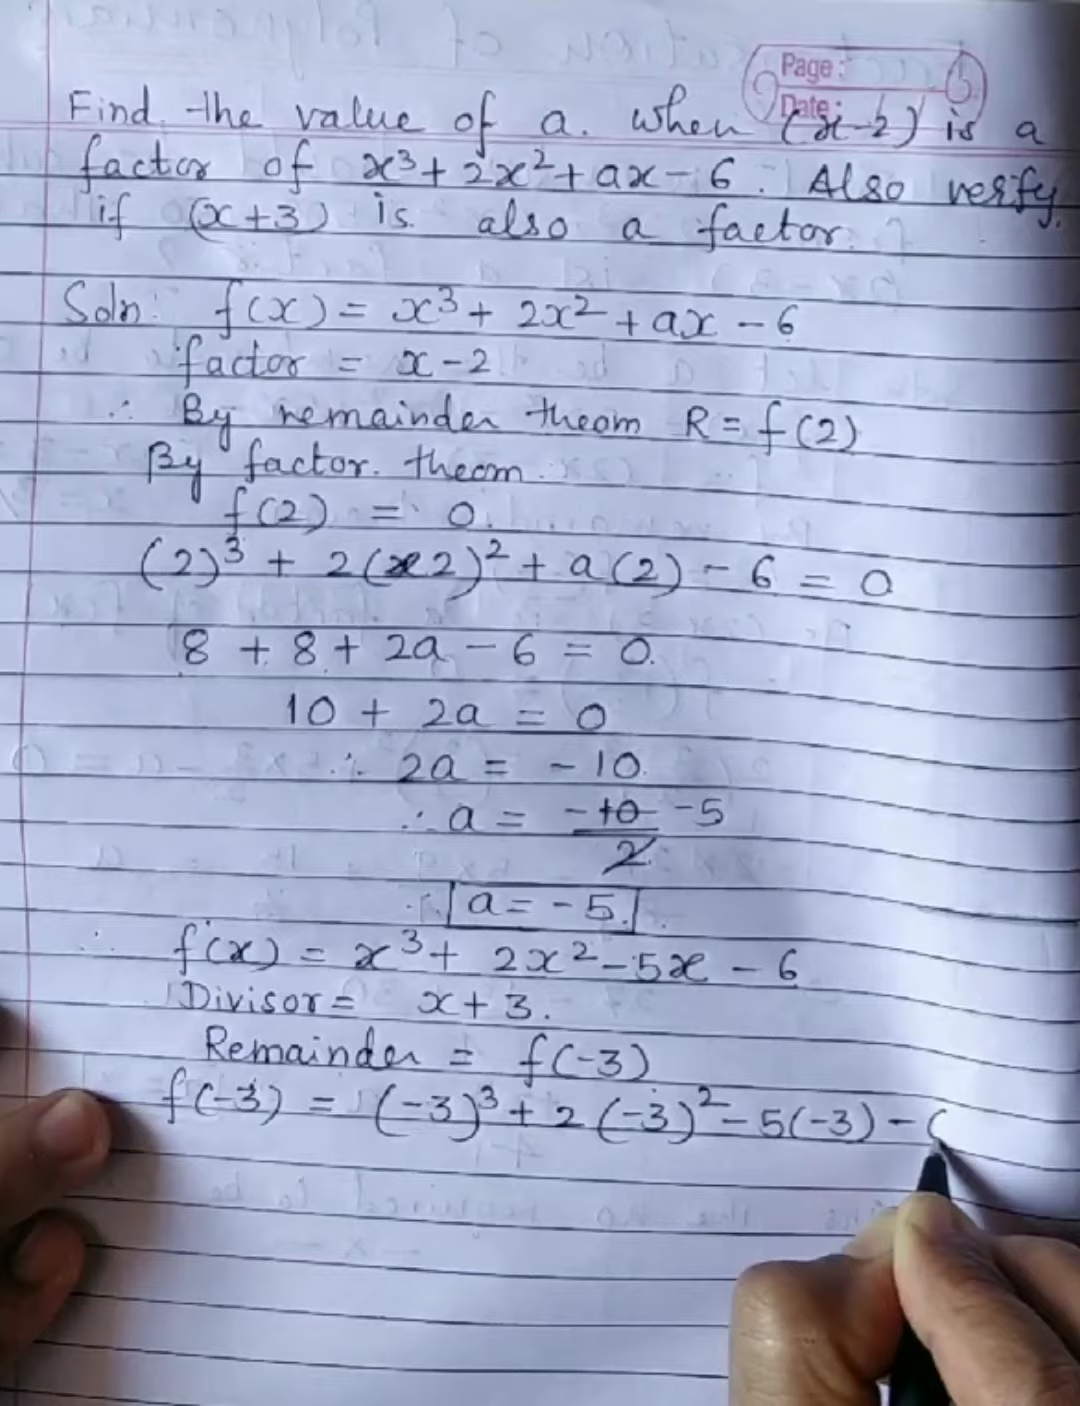 Page:
Date:
Find the value of a. when (x-2) is a
factor of x³ + 2x² + ax - 6. Also verify.
if (x+3) is also a factor.
Soln: f(x) = x³ + 2x² + ax - 6
factor = x-2
∴ By remainder theom R = f(2)
By factor. theom.
f(2) = 0.
(2)³ + 2(2)² + a(2) - 6 = 0
8 + 8 + 2a - 6 = 0.
10 + 2a = 0
∴ 2a = -10.
∴ a = -10/2 -5
∴ a = -5.
∴ f(x) = x³ + 2x² - 5x - 6
Divisor = x + 3.
Remainder = f(-3)
f(-3) = (-3)³ + 2(-3)² - 5(-3) -